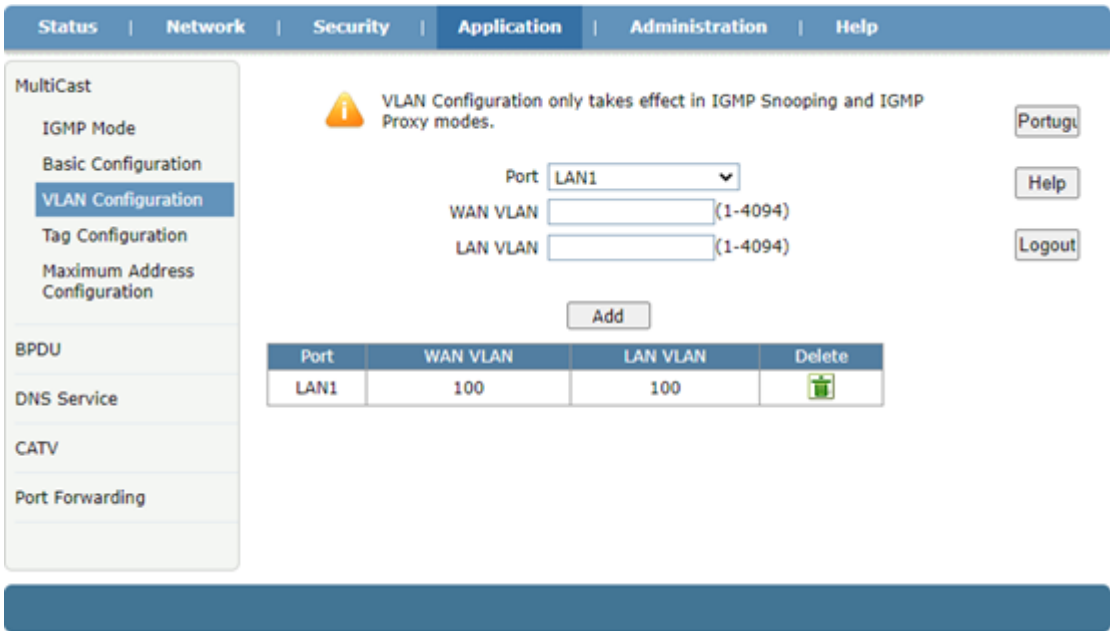 Status | Network | Security | Application | Administration | Help
MultiCast
IGMP Mode
Basic Configuration
VLAN Configuration
Tag Configuration
Maximum Address
Configuration
BPDU
DNS Service
CATV
Port Forwarding
VLAN Configuration only takes effect in IGMP Snooping and IGMP
Proxy modes.
Port LAN1
WAN VLAN (1-4094)
LAN VLAN (1-4094)
Add
Port WAN VLAN LAN VLAN Delete
LAN1 100 100
Portugu
Help
Logout